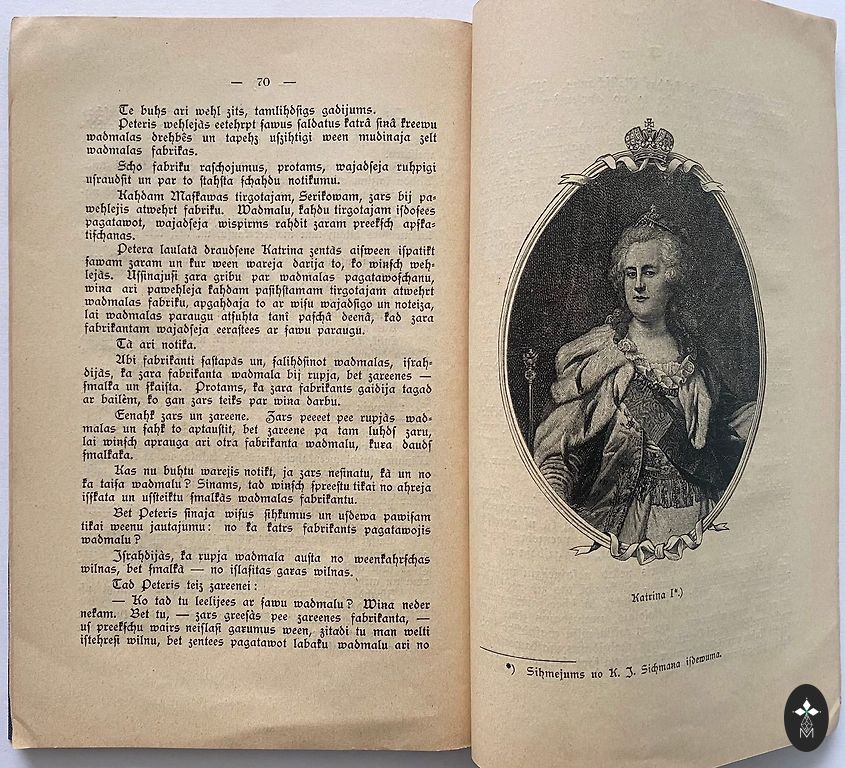 — 70 —
Te buhs ari wehl zits, tamlihdsigs gadijums.
Peteris wehlejàs eetehrpt sawus saldatus katrâ sinâ kreewu
wadmalas drehbês un tapehz uszihtigi ween mudinaja zelt
wadmalas fabrikas.
Scho fabriku raschojumus, protams, wajadseja ruhpigi
usraudsit un par to stahsta schahdu notikumu.
Kahdam Maskawas tirgotajam, Serikowam, zars bij pa-
wehlejis atwehrt fabriku. Wadmalu, kahdu tirgotajam isdosees
pagatawot, wajadseja wispirms rahdit zaram preeksch apska-
tischanas.
Petera laulatà draudsene Katrina zentàs aisween ispatikt
sawam zaram un kur ween wareja darija to, ko winsch weh-
lejàs. Ussinajusi zara gribu par wadmalas pagatawoschanu,
wina ari pawehleja kahdam pasihstamam tirgotajam atwehrt
wadmalas fabriku, apgahdaja to ar wisu wajadsigo un noteiza,
lai wadmalas paraugu atsuhta tanî paschâ deenâ, kad zara
fabrikantam wajadseja eerastees ar sawu paraugu.
Tà ari notika.
Abi fabrikanti sastapàs un, salihdsinot wadmalas, israh-
dijàs, ka zara fabrikanta wadmala bij rupja, bet zareenes —
smalka un skaista. Protams, ka zara fabrikants gaidija tagad
ar bailèm, ko gan zars teiks par wina darbu.
Eenahk zars un zareene. Zars peeeet pee rupjàs wad-
malas un sahk to aptaustit, bet zareene pa tam luhds zaru,
lai winsch aprauga ari otra fabrikanta wadmalu, kura dauds
smalkaka.
Kas nu buhtu warejis notikt, ja zars nesinatu, kà un no
ka taisa wadmalu? Sinams, tad winsch spreestu tikai no ahreja
isskata un ussteiktu smalkàs wadmalas fabrikantu.
Bet Peteris sinaja wisus sihkumus un usdewa pawisam
tikai weenu jautajumu: no ka katrs fabrikants pagatawojis
wadmalu?
Israhdijàs, ka rupja wadmala austa no weenkahrschas
wilnas, bet smalkà — no islasitas garas wilnas.
Tad Peteris teiz zareenei:
— Ko tad tu leelijees ar sawu wadmalu? Wina neder
nekam. Bet tu, — zars greesàs pee zareenes fabrikanta, —
us preekschu wairs neislasi garumus ween, zitadi tu man welti
istehresi wilnu, bet zentees pagatawot labaku wadmalu ari no
Katrina I*.)
*) Sihmejums no K. J. Sichmana isdewuma.
M